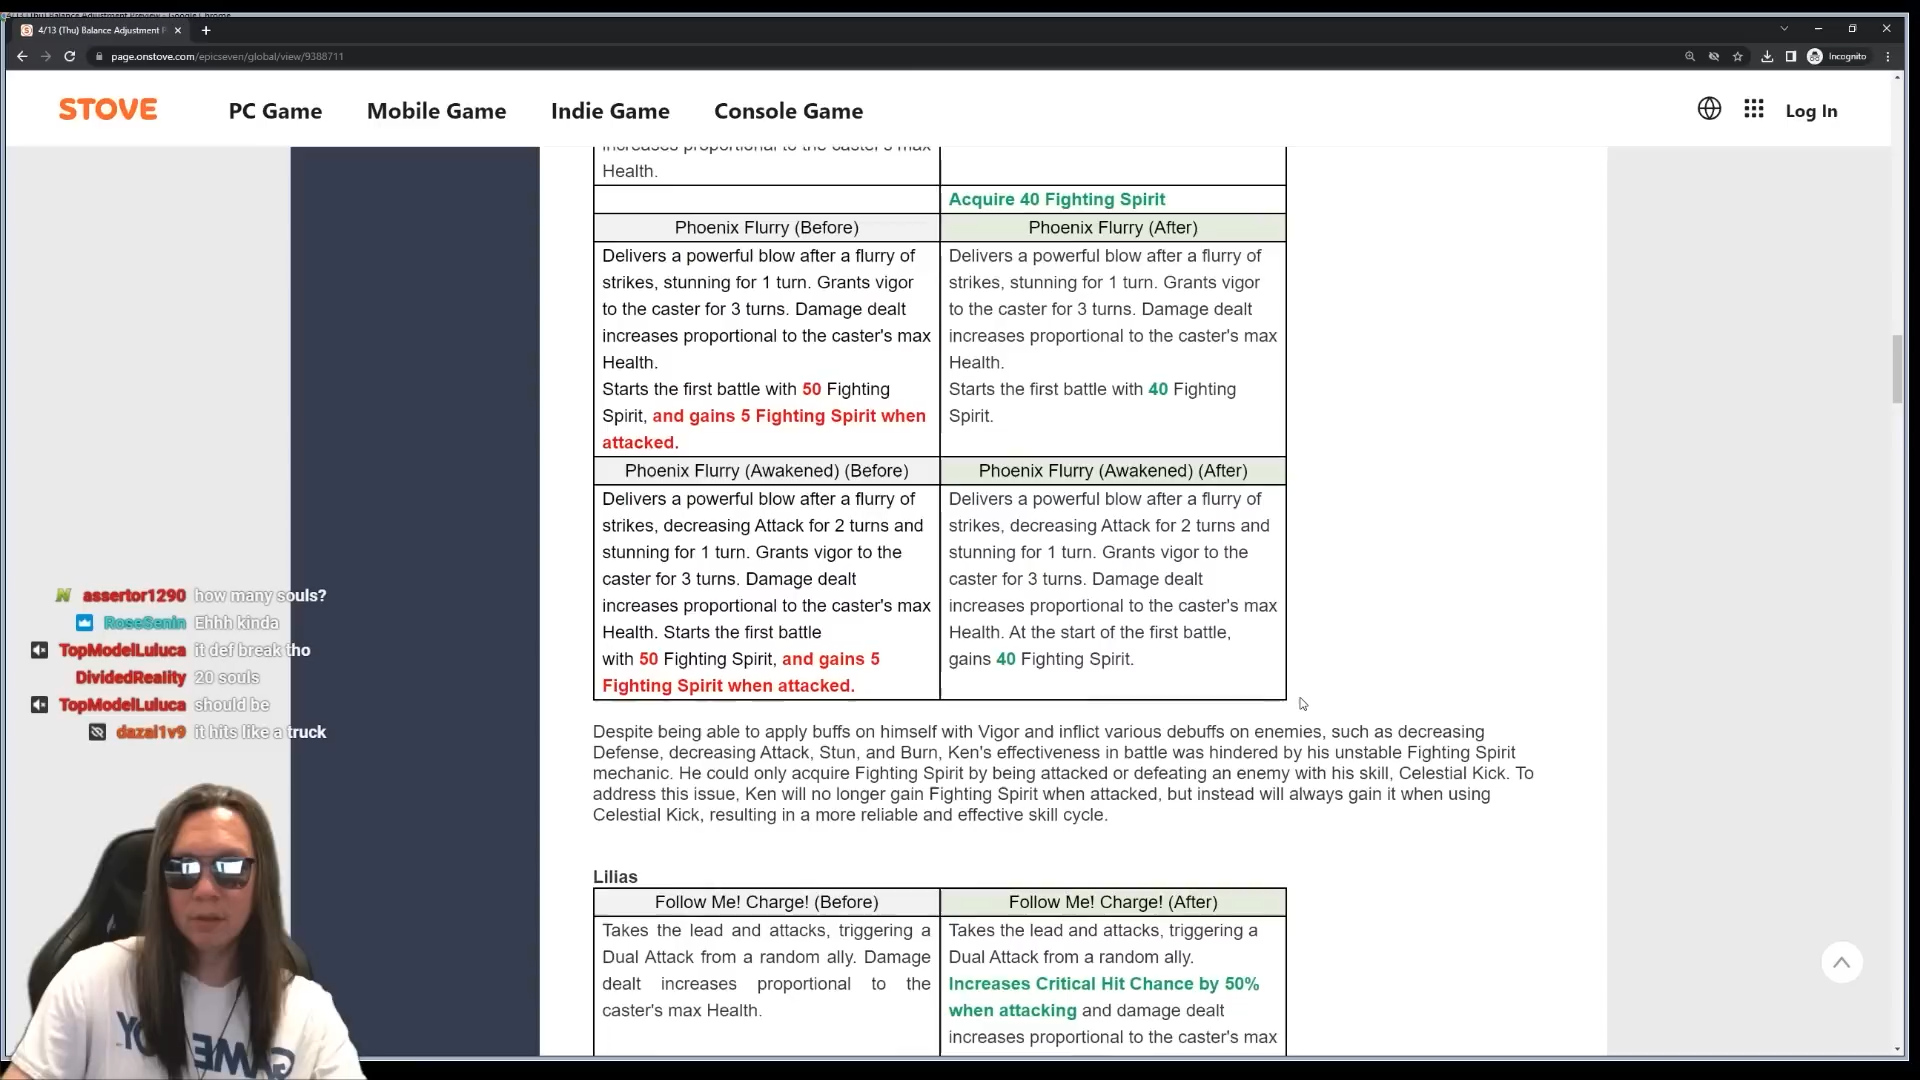 4/13 (Thu) Balance Adjustment Preview - Google Chrome
4/13 (Thu) Balance Adjustment P
page.onstove.com/epicseven/global/view/9388711
Incognito
STOVE
PC Game
Mobile Game
Indie Game
Console Game
Log In
increases proportional to the caster's max
Health.
Acquire 40 Fighting Spirit
Phoenix Flurry (Before)
Phoenix Flurry (After)
Delivers a powerful blow after a flurry of
strikes, stunning for 1 turn. Grants vigor
to the caster for 3 turns. Damage dealt
increases proportional to the caster's max
Health.
Starts the first battle with 50 Fighting
Spirit, and gains 5 Fighting Spirit when
attacked.
Delivers a powerful blow after a flurry of
strikes, stunning for 1 turn. Grants vigor
to the caster for 3 turns. Damage dealt
increases proportional to the caster's max
Health.
Starts the first battle with 40 Fighting
Spirit.
Phoenix Flurry (Awakened) (Before)
Phoenix Flurry (Awakened) (After)
Delivers a powerful blow after a flurry of
strikes, decreasing Attack for 2 turns and
stunning for 1 turn. Grants vigor to the
caster for 3 turns. Damage dealt
increases proportional to the caster's max
Health. Starts the first battle
with 50 Fighting Spirit, and gains 5
Fighting Spirit when attacked.
Delivers a powerful blow after a flurry of
strikes, decreasing Attack for 2 turns and
stunning for 1 turn. Grants vigor to the
caster for 3 turns. Damage dealt
increases proportional to the caster's max
Health. At the start of the first battle,
gains 40 Fighting Spirit.
Despite being able to apply buffs on himself with Vigor and inflict various debuffs on enemies, such as decreasing
Defense, decreasing Attack, Stun, and Burn, Ken's effectiveness in battle was hindered by his unstable Fighting Spirit
mechanic. He could only acquire Fighting Spirit by being attacked or defeating an enemy with his skill, Celestial Kick. To
address this issue, Ken will no longer gain Fighting Spirit when attacked, but instead will always gain it when using
Celestial Kick, resulting in a more reliable and effective skill cycle.
Lilias
Follow Me! Charge! (Before)
Follow Me! Charge! (After)
Takes the lead and attacks, triggering a
Dual Attack from a random ally. Damage
dealt increases proportional to the
caster's max Health.
Takes the lead and attacks, triggering a
Dual Attack from a random ally.
Increases Critical Hit Chance by 50%
when attacking and damage dealt
increases proportional to the caster's max
assertor1290 how many souls?
RoseSenin Ehhh kinda
TopModelLuluca it def break tho
DividedReality 20 souls
TopModelLuluca should be
dazai1v9 it hits like a truck